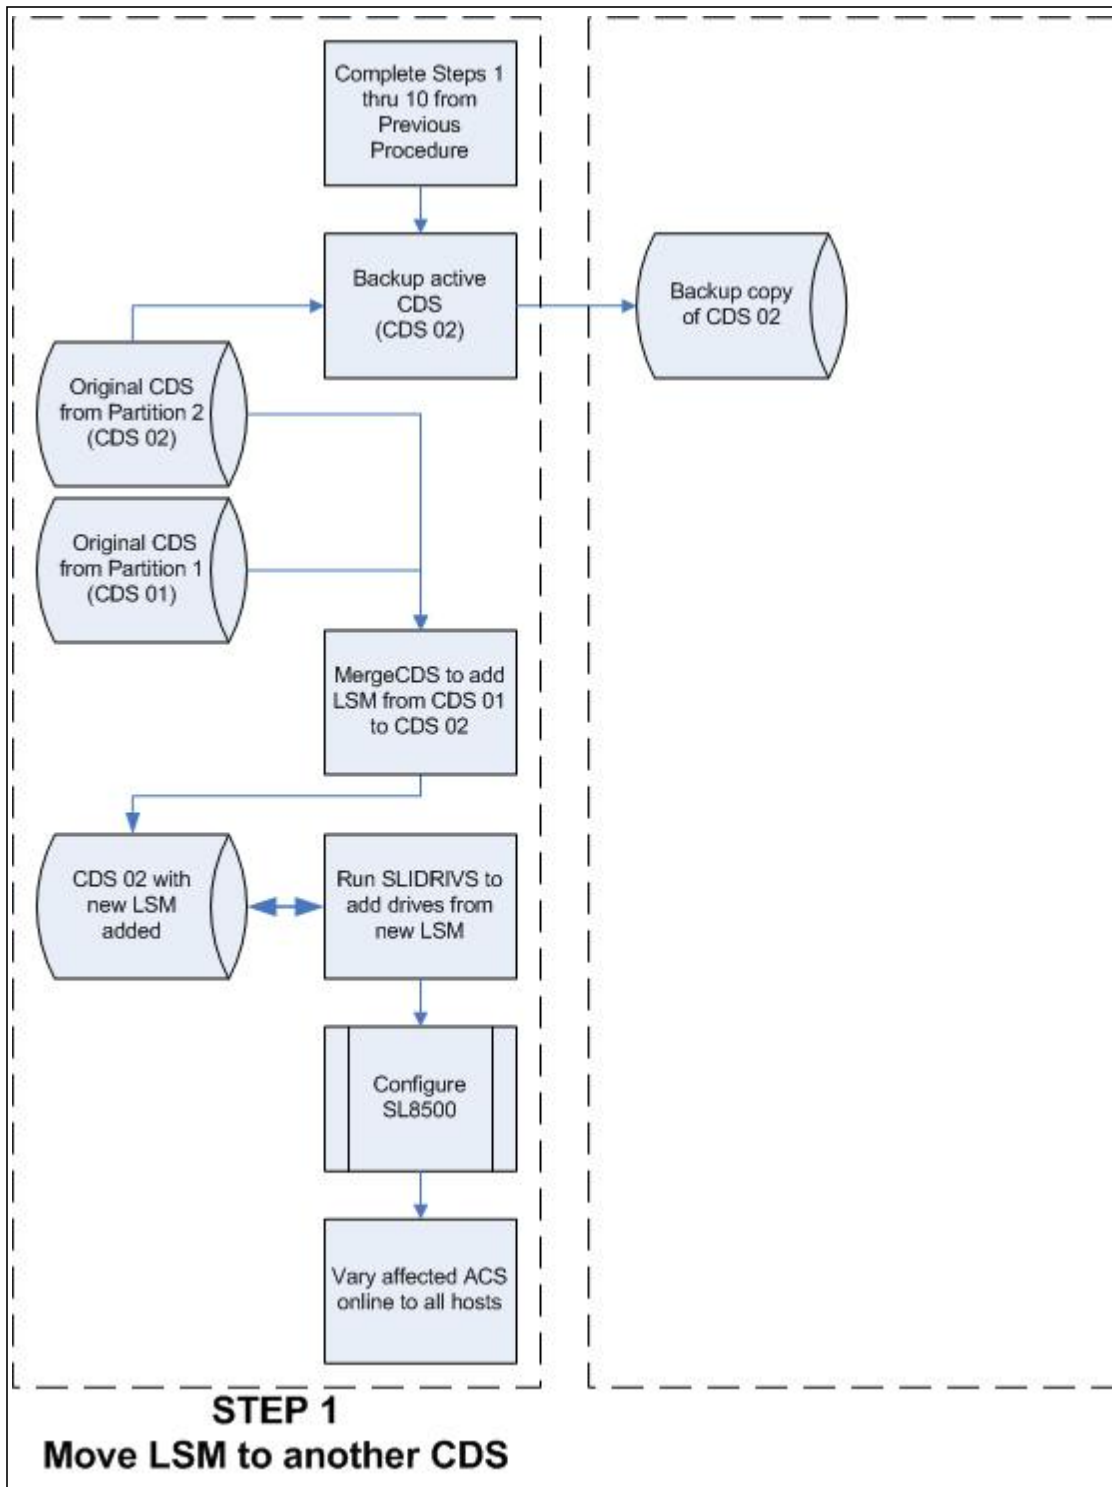 Complete Steps 1
thru 10 from
Previous
Procedure
Backup active
CDS
(CDS 02)
Backup copy
of CDS 02
Original CDS
from Partition 2
(CDS 02)
Original CDS
from Partition 1
(CDS 01)
MergeCDS to add
LSM from CDS 01
to CDS 02
CDS 02 with
new LSM
added
Run SLIDRIVS to
add drives from
new LSM
Configure
SL8500
Vary affected ACS
online to all hosts
STEP 1
Move LSM to another CDS